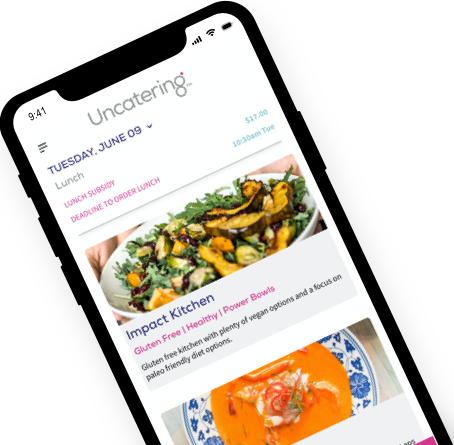 9:41
Uncatering™
TUESDAY, JUNE 09
Lunch
LUNCH SUBSIDY $17.00
DEADLINE TO ORDER LUNCH 10:30am Tue
Impact Kitchen
Gluten Free | Healthy | Power Bowls
Gluten free kitchen with plenty of vegan options and a focus on
paleo friendly diet options.